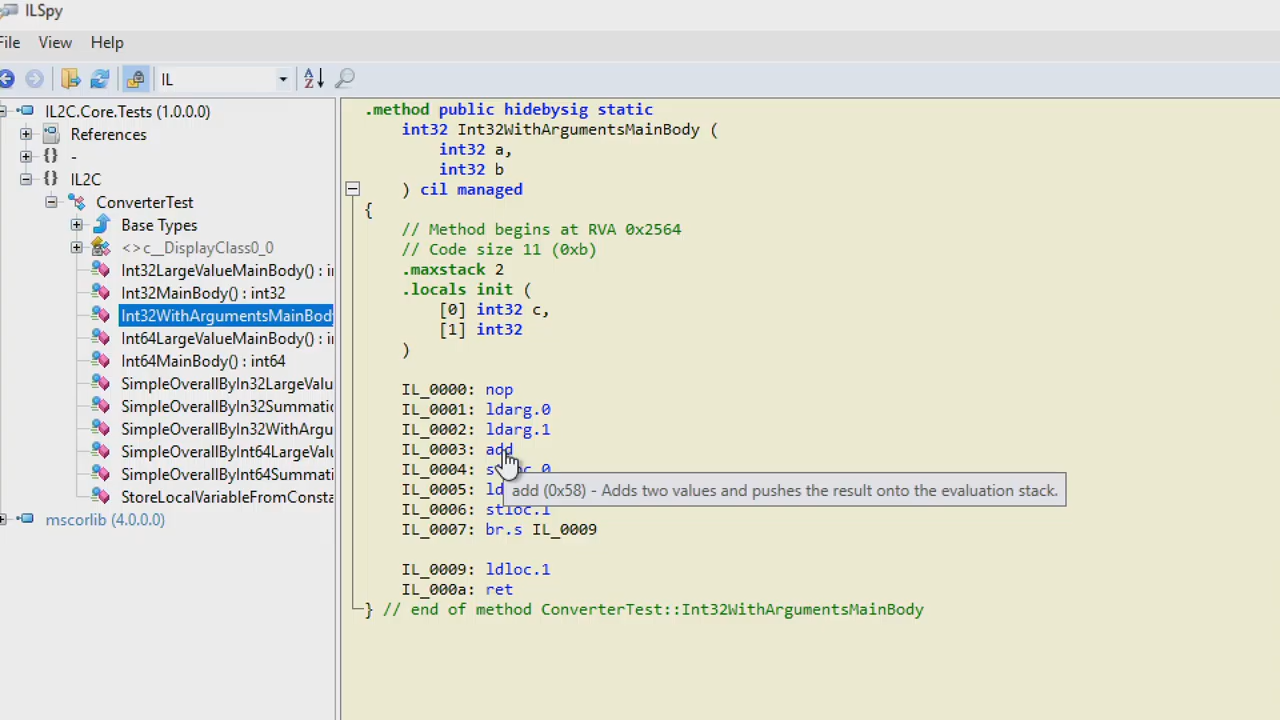 ILSpy
File View Help
IL
IL2C.Core.Tests (1.0.0.0)
References
{} -
{} IL2C
ConverterTest
Base Types
<>c__DisplayClass0_0
Int32LargeValueMainBody() : i
Int32MainBody() : int32
Int32WithArgumentsMainBod
Int64LargeValueMainBody() : i
Int64MainBody() : int64
SimpleOverallByIn32LargeValu
SimpleOverallByIn32Summatic
SimpleOverallByIn32WithArgu
SimpleOverallByInt64LargeValu
SimpleOverallByInt64Summati
StoreLocalVariableFromConsta
mscorlib (4.0.0.0)
.method public hidebysig static
int32 Int32WithArgumentsMainBody (
int32 a,
int32 b
) cil managed
{
// Method begins at RVA 0x2564
// Code size 11 (0xb)
.maxstack 2
.locals init (
[0] int32 c,
[1] int32
)
IL_0000: nop
IL_0001: ldarg.0
IL_0002: ldarg.1
IL_0003: add
IL_0004: stloc.0
add (0x58) - Adds two values and pushes the result onto the evaluation stack.
IL_0005: ld
IL_0006: stloc.1
IL_0007: br.s IL_0009
IL_0009: ldloc.1
IL_000a: ret
} // end of method ConverterTest::Int32WithArgumentsMainBody